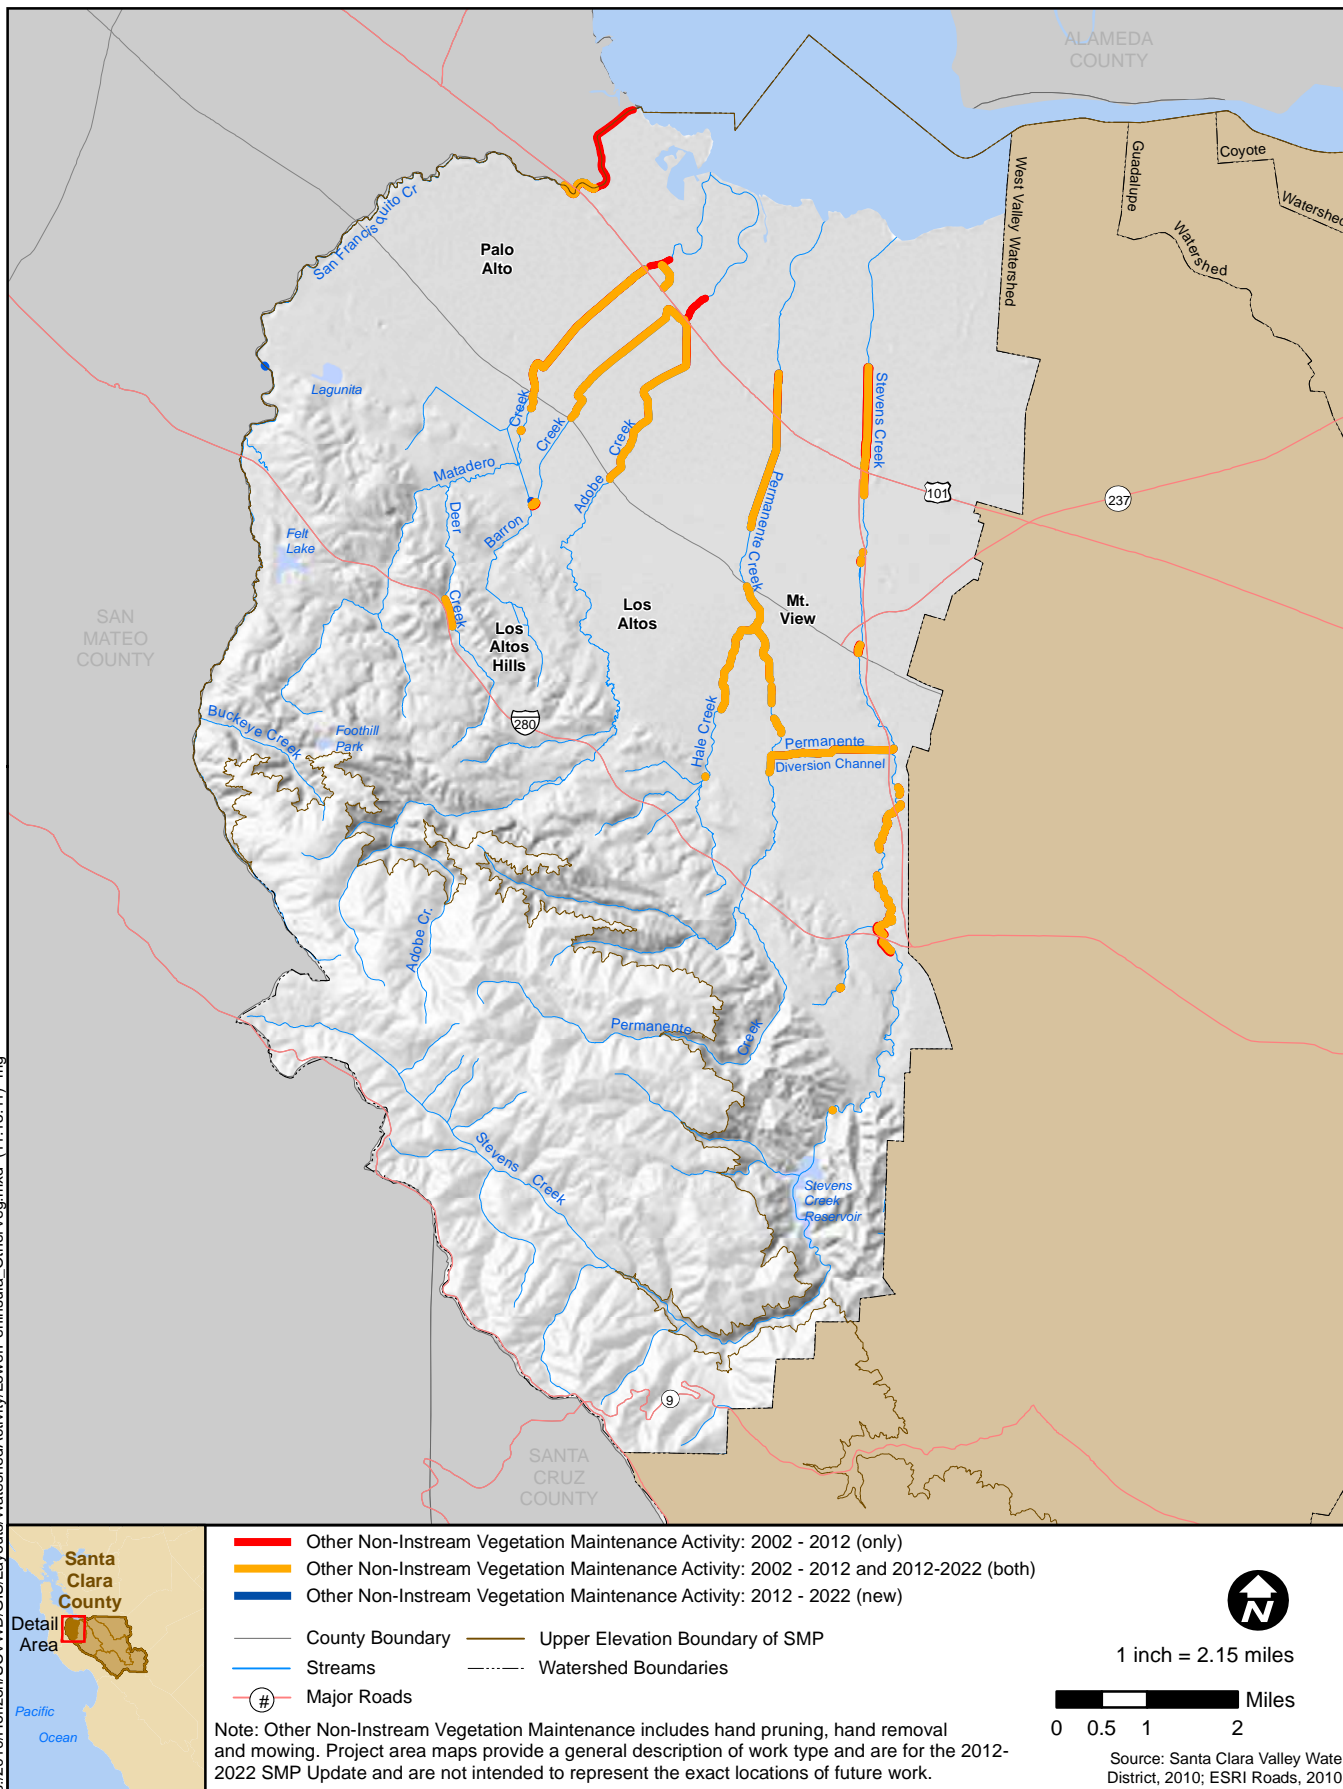 ALAMEDA
COUNTY
Coyote
Watershed
Guadalupe
Watershed
West Valley Watershed
San Francisquito Cr
Palo
Alto
Lagunita
Creek
Creek
Creek
Stevens Creek
Matadero
Adobe
Permanente Creek
101
237
Deer
Creek
Barron
Felt
Lake
SAN
MATEO
COUNTY
Los
Altos
Mt.
View
Los
Altos
Hills
280
Buckeye Creek
Foothill
Park
Hale Creek
Permanente
Diversion Channel
Adobe Cr.
Permanente
Creek
Stevens
Creek
Stevens
Creek
Reservoir
9
SANTA
CRUZ
COUNTY
Santa
Clara
County
Detail
Area
Pacific
Ocean
Other Non-Instream Vegetation Maintenance Activity: 2002 - 2012 (only)
Other Non-Instream Vegetation Maintenance Activity: 2002 - 2012 and 2012-2022 (both)
Other Non-Instream Vegetation Maintenance Activity: 2012 - 2022 (new)
County Boundary
Upper Elevation Boundary of SMP
Streams
Watershed Boundaries
# Major Roads
Note: Other Non-Instream Vegetation Maintenance includes hand pruning, hand removal
and mowing. Project area maps provide a general description of work type and are for the 2012-
2022 SMP Update and are not intended to represent the exact locations of future work.
N
1 inch = 2.15 miles
Miles
0 0.5 1 2
Source: Santa Clara Valley Wate
District, 2010; ESRI Roads, 2010